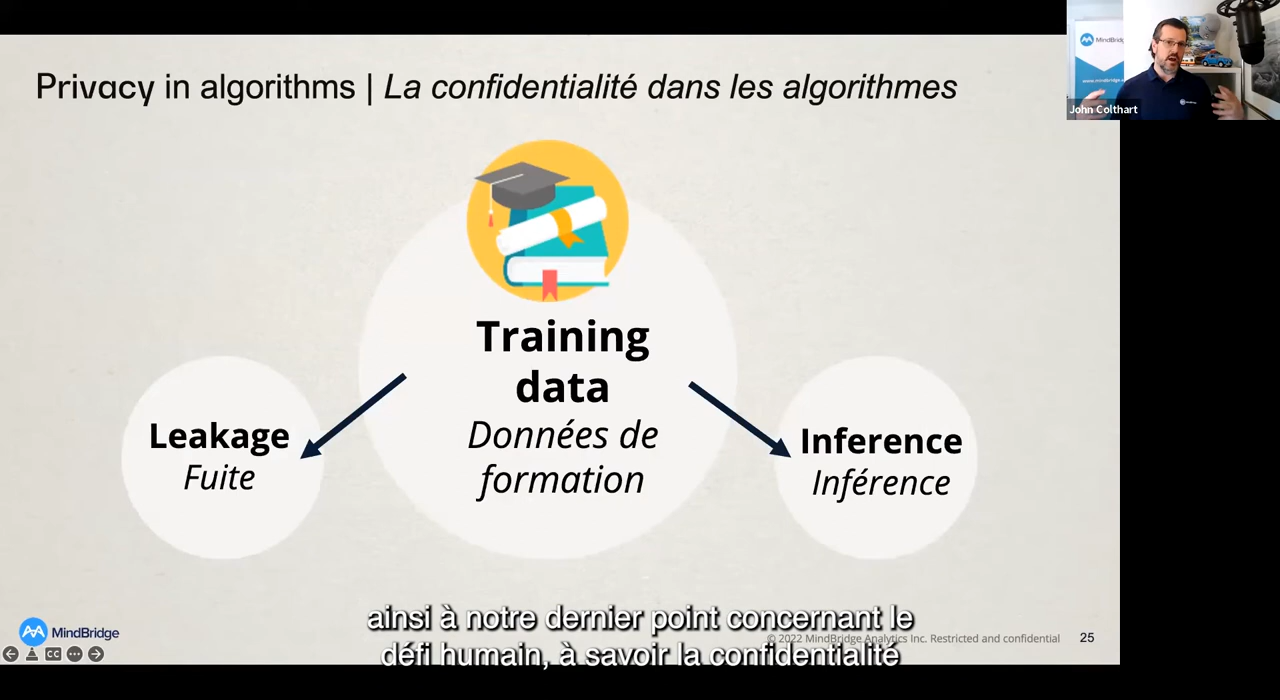 Privacy in algorithms | La confidentialité dans les algorithmes
MindBridge
John Colthart
Training
data
Données de
formation
Leakage
Fuite
Inference
Inférence
ainsi à notre dernier point concernant le
défi humain, à savoir la confidentialité
MindBridge
© 2022 MindBridge Analytics Inc. Restricted and confidential
25
CC